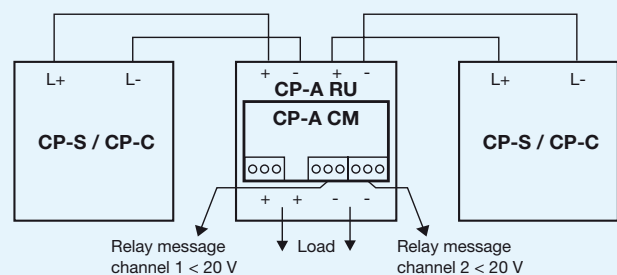 L+ L- + - + - L+ L-
CP-A RU
CP-A CM
CP-S / CP-C
CP-S / CP-C
+ + - -
Relay message
channel 1 < 20 V
Load
Relay message
channel 2 < 20 V